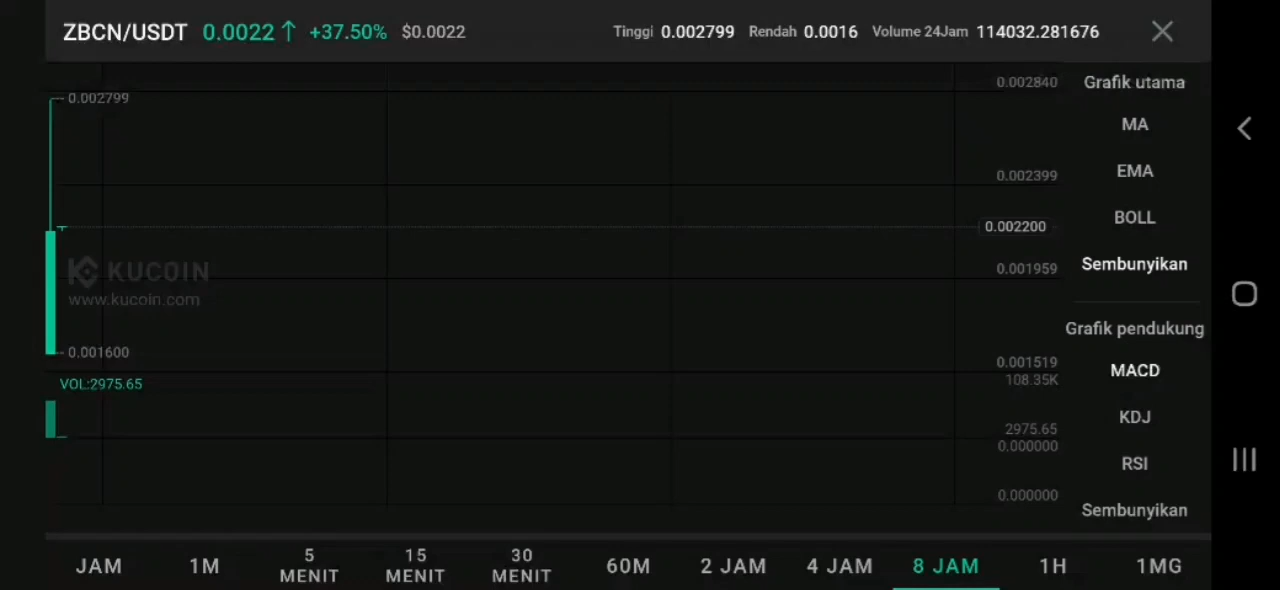 ZBCN/USDT 0.0022↑ +37.50% $0.0022 Tinggi 0.002799 Rendah 0.0016 Volume 24Jam 114032.281676
0.002840
Grafik utama
0.002799
MA
0.002399
EMA
BOLL
0.002200
Sembunyikan
0.001959
KUCOIN
www.kucoin.com
Grafik pendukung
0.001600
0.001519
MACD
108.35K
VOL:2975.65
KDJ
2975.65
0.000000
RSI
0.000000
Sembunyikan
JAM 1M 5 MENIT 15 MENIT 30 MENIT 60M 2 JAM 4 JAM 8 JAM 1H 1MG